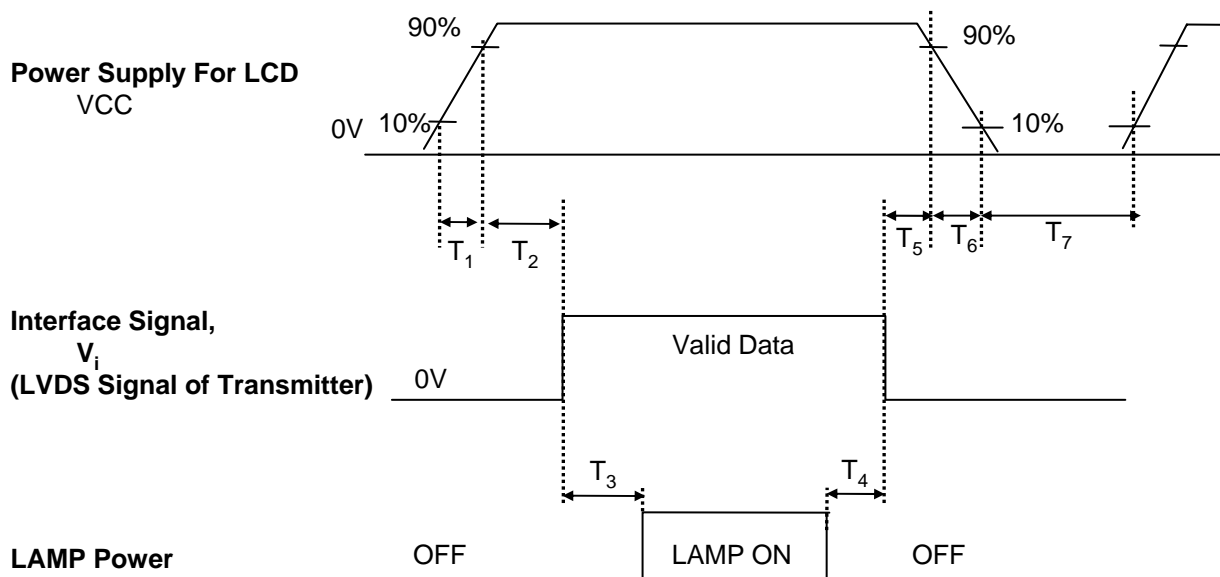 90%
90%
Power Supply For LCD
VCC
0V
10%
10%
T1
T2
T5
T6
T7
Interface Signal,
Vi
(LVDS Signal of Transmitter)
0V
Valid Data
T3
T4
LAMP Power
OFF
LAMP ON
OFF